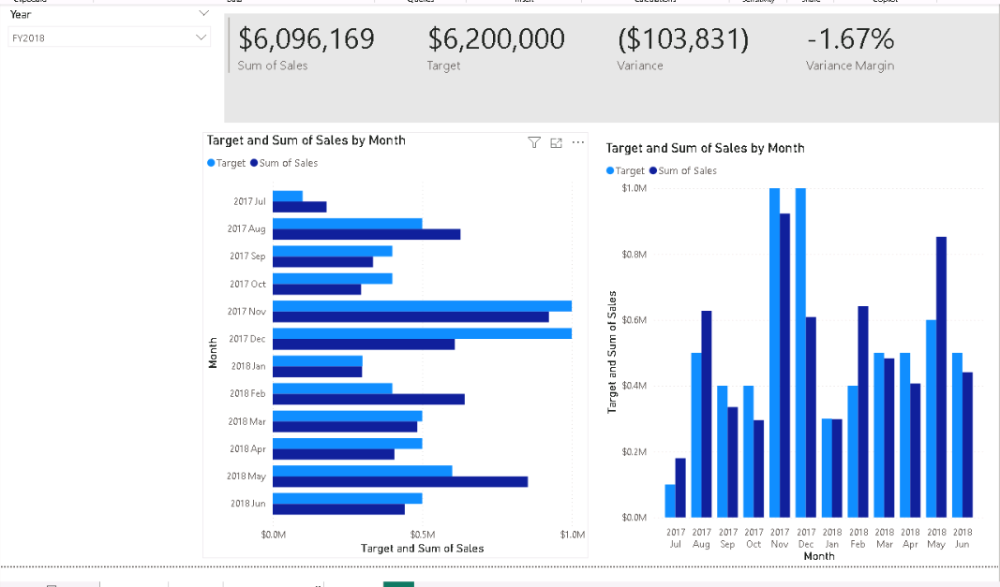 Year
FY2018
$6,096,169 $6,200,000 ($103,831) -1.67%
Sum of Sales Target Variance Variance Margin
Target and Sum of Sales by Month
Target Sum of Sales
2017 Jul
2017 Aug
2017 Sep
2017 Oct
2017 Nov
2017 Dec
2018 Jan
2018 Feb
2018 Mar
2018 Apr
2018 May
2018 Jun
Month
$0.0M $0.5M $1.0M
Target and Sum of Sales
Target and Sum of Sales by Month
Target Sum of Sales
$1.0M
$0.8M
$0.6M
$0.4M
$0.2M
$0.0M
Target and Sum of Sales
2017 2017 2017 2017 2017 2017 2018 2018 2018 2018 2018 2018
Jul Aug Sep Oct Nov Dec Jan Feb Mar Apr May Jun
Month